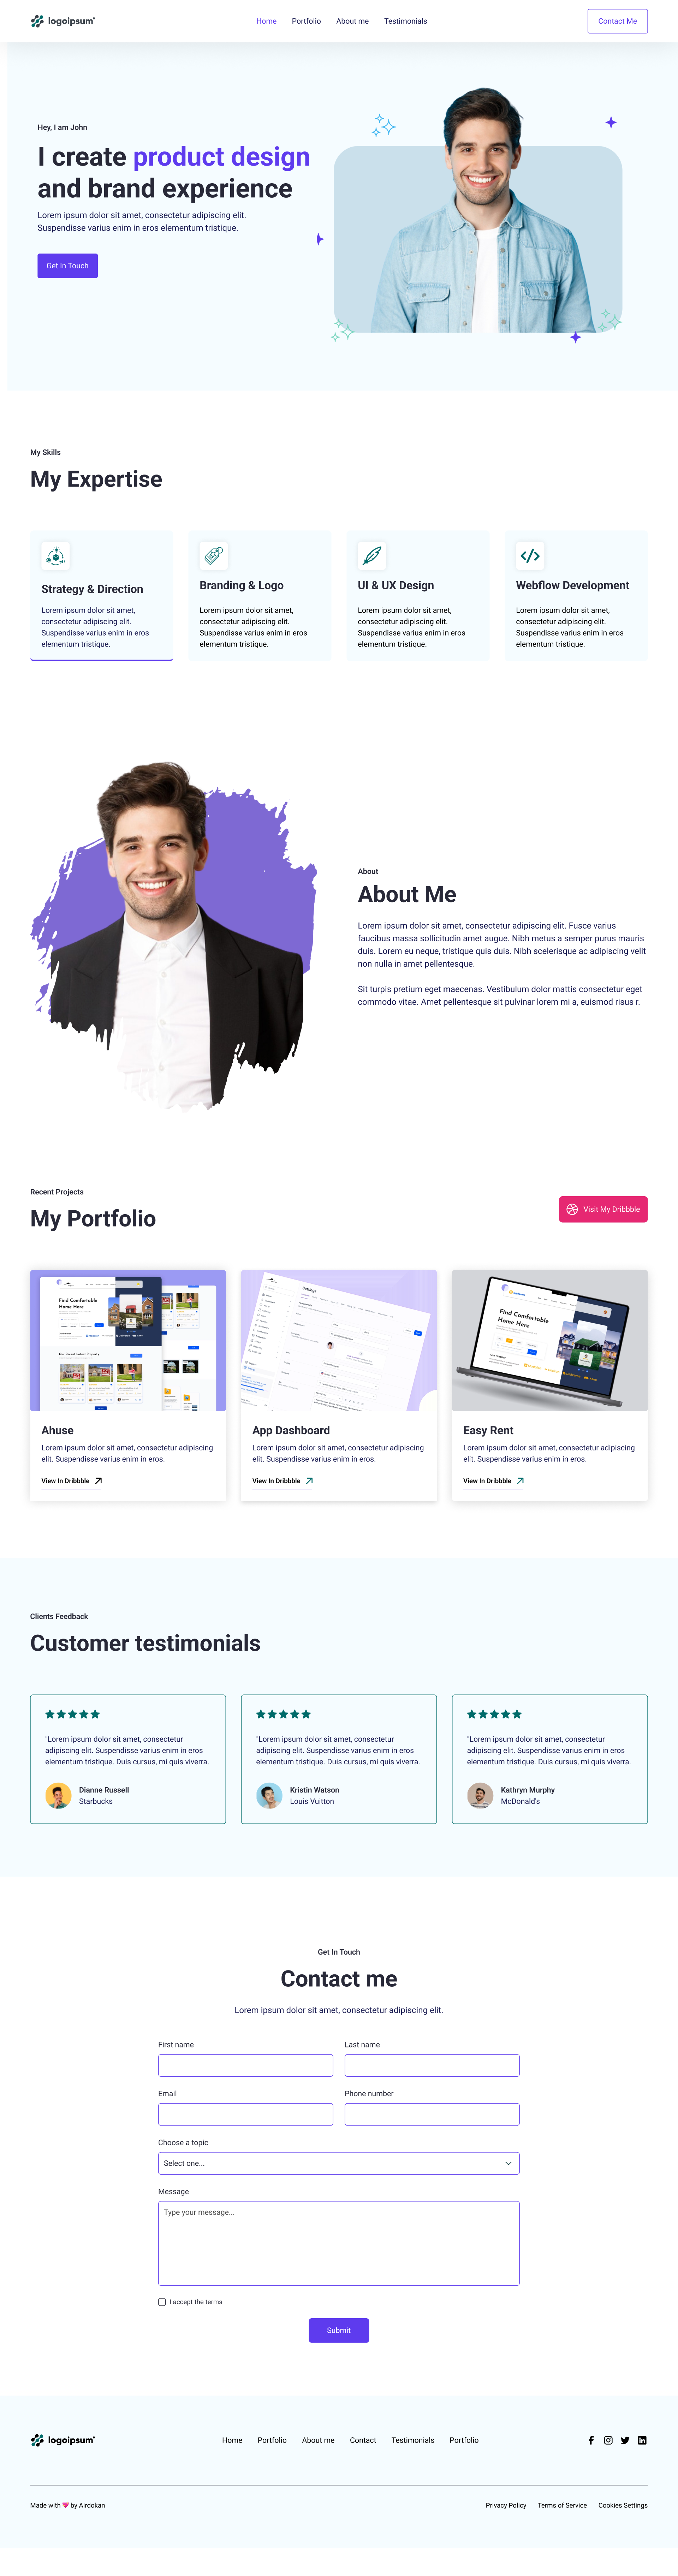 logoipsum
Home Portfolio About me Testimonials
Contact Me
Hey, I am John
I create product design
and brand experience
Lorem ipsum dolor sit amet, consectetur adipiscing elit.
Suspendisse varius enim in eros elementum tristique.
Get In Touch
My Skills
My Expertise
Strategy & Direction
Lorem ipsum dolor sit amet,
consectetur adipiscing elit.
Suspendisse varius enim in eros
elementum tristique.
Branding & Logo
Lorem ipsum dolor sit amet,
consectetur adipiscing elit.
Suspendisse varius enim in eros
elementum tristique.
UI & UX Design
Lorem ipsum dolor sit amet,
consectetur adipiscing elit.
Suspendisse varius enim in eros
elementum tristique.
Webflow Development
Lorem ipsum dolor sit amet,
consectetur adipiscing elit.
Suspendisse varius enim in eros
elementum tristique.
About
About Me
Lorem ipsum dolor sit amet, consectetur adipiscing elit. Fusce varius
faucibus massa sollicitudin amet augue. Nibh metus a semper purus mauris
duis. Lorem eu neque, tristique quis duis. Nibh scelerisque ac adipiscing velit
non nulla in amet pellentesque.
Sit turpis pretium eget maecenas. Vestibulum dolor mattis consectetur eget
commodo vitae. Amet pellentesque sit pulvinar lorem mi a, euismod risus r.
Recent Projects
My Portfolio
Visit My Dribbble
Find Comfortable
Home Here
Our Recent Latest Property
Ahuse
Lorem ipsum dolor sit amet, consectetur adipiscing
elit. Suspendisse varius enim in eros.
View In Dribbble
Settings
App Dashboard
Lorem ipsum dolor sit amet, consectetur adipiscing
elit. Suspendisse varius enim in eros.
View In Dribbble
Find Comfortable
Home Here
Easy Rent
Lorem ipsum dolor sit amet, consectetur adipiscing
elit. Suspendisse varius enim in eros.
View In Dribbble
Clients Feedback
Customer testimonials
"Lorem ipsum dolor sit amet, consectetur
adipiscing elit. Suspendisse varius enim in eros
elementum tristique. Duis cursus, mi quis viverra.
Dianne Russell
Starbucks
"Lorem ipsum dolor sit amet, consectetur
adipiscing elit. Suspendisse varius enim in eros
elementum tristique. Duis cursus, mi quis viverra.
Kristin Watson
Louis Vuitton
"Lorem ipsum dolor sit amet, consectetur
adipiscing elit. Suspendisse varius enim in eros
elementum tristique. Duis cursus, mi quis viverra.
Kathryn Murphy
McDonald's
Get In Touch
Contact me
Lorem ipsum dolor sit amet, consectetur adipiscing elit.
First name Last name
Email Phone number
Choose a topic
Select one...
Message
Type your message...
I accept the terms
Submit
logoipsum
Home Portfolio About me Contact Testimonials Portfolio
Made with 💖 by Airdokan
Privacy Policy Terms of Service Cookies Settings